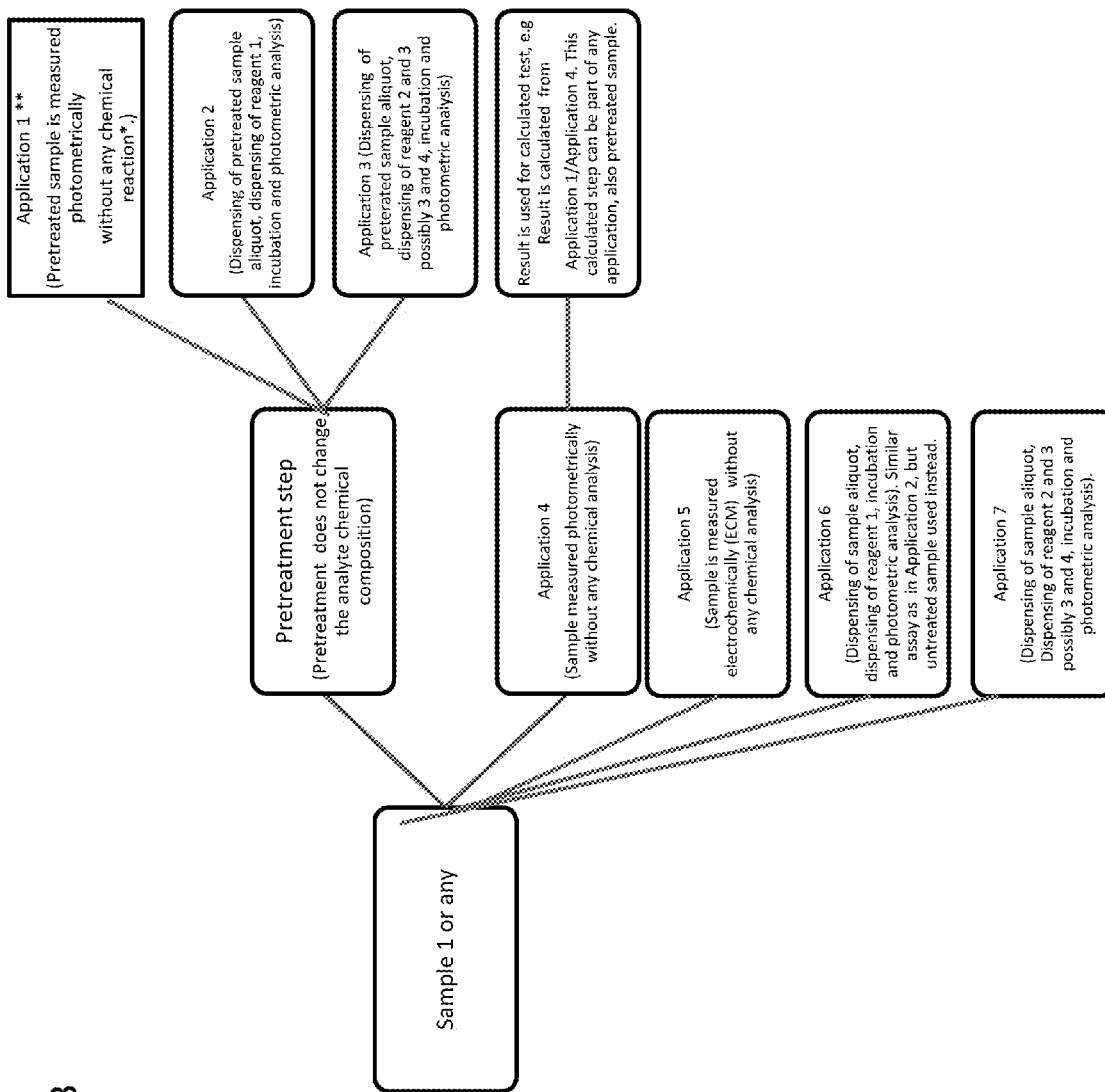 Sample 1 or any
Pretreatment step
(Pretreatment does not change
the analyte chemical
composition)
Application 1 **
(Pretreated sample is measured
photometrically
without any chemical
reaction*.)
Application 2
(Dispensing of pretreated sample
aliquot, dispensing of reagent 1,
incubation and photometric analysis)
Application 3 (Dispensing of
preterated sample aliquot,
dispensing of reagent 2 and 3
possibly 3 and 4, incubation and
photometric analysis)
Application 4
(Sample measured photometrically
without any chemical analysis)
Result is used for calculated test, e.g
Result is calculated from
Application 1/Application 4. This
calculated step can be part of any
application, also pretreated sample.
Application 5
(Sample is measured
electrochemically (ECM) without
any chemical analysis)
Application 6
(Dispensing of sample aliquot,
dispensing of reagent 1, incubation
and photometric analysis). Similar
assay as in Application 2, but
untreated sample used instead.
Application 7
(Dispensing of sample aliquot,
Dispensing of reagent 2 and 3
possibly 3 and 4, incubation and
photometric analysis).